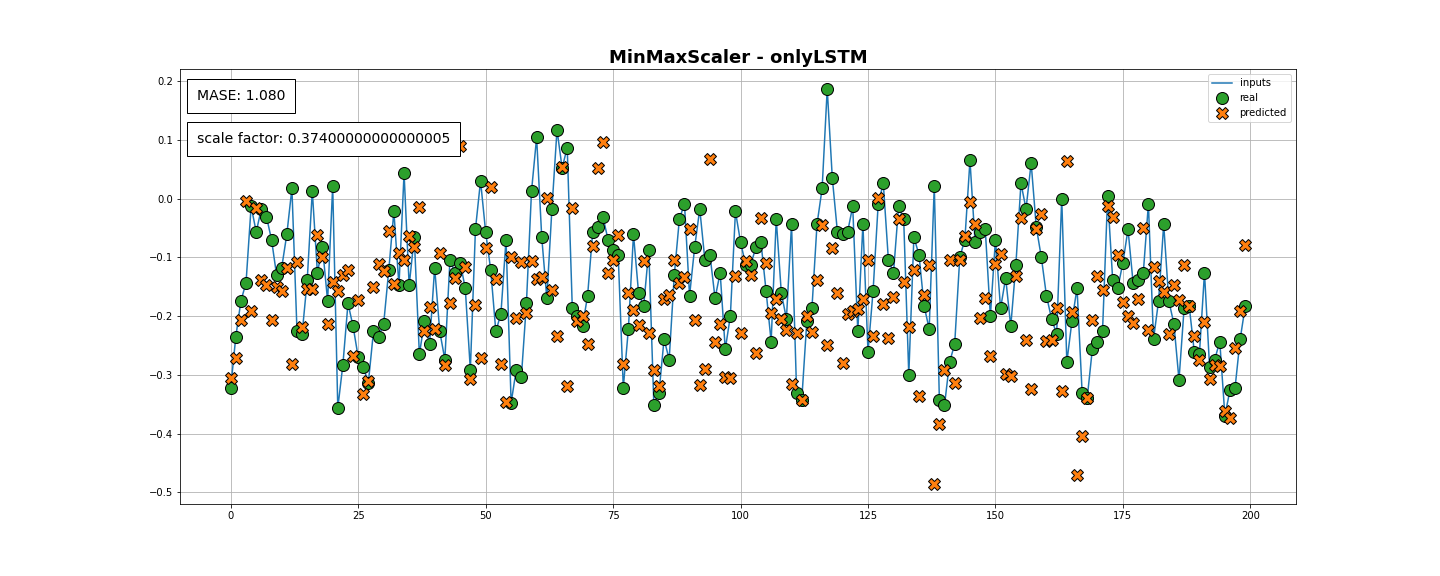 MinMaxScaler - onlyLSTM
MASE: 1.080
scale factor: 0.37400000000000005
inputs
real
predicted
0.2
0.1
0.0
−0.1
−0.2
−0.3
−0.4
−0.5
0 25 50 75 100 125 150 175 200